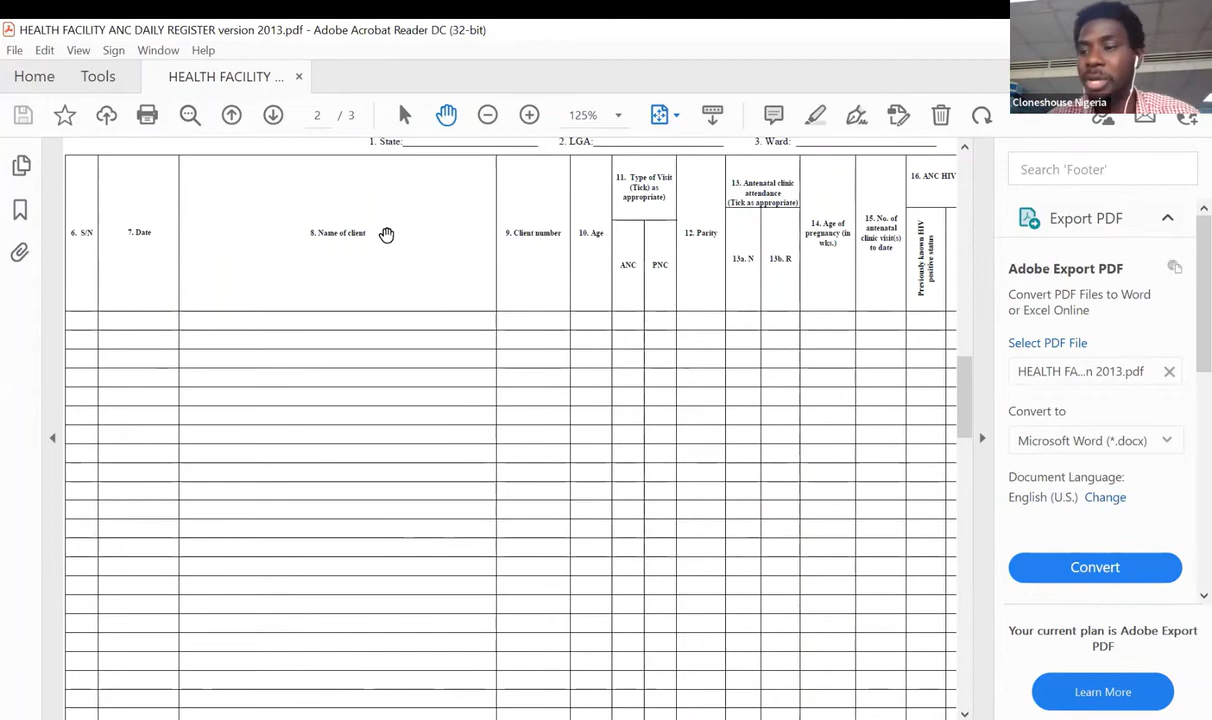 HEALTH FACILITY ANC DAILY REGISTER version 2013.pdf - Adobe Acrobat Reader DC (32-bit)
File Edit View Sign Window Help
Home Tools HEALTH FACILITY ... ×
2 / 3 125%
Cloneshouse Nigeria
1. State: 2. LGA: 3. Ward:
6. S/N
7. Date
8. Name of client
9. Client number
10. Age
11. Type of Visit
(Tick) as
appropriate)
ANC
PNC
12. Parity
13. Antenatal clinic
attendance
(Tick as appropriate)
13a. N
13b. R
14. Age of
pregnancy (in
wks.)
15. No. of
antenatal
clinic visit(s)
to date
16. ANC HIV
Previously known HIV
positive status
Search 'Footer'
Export PDF
Adobe Export PDF
Convert PDF Files to Word
or Excel Online
Select PDF File
HEALTH FA...n 2013.pdf
Convert to
Microsoft Word (*.docx)
Document Language:
English (U.S.) Change
Convert
Your current plan is Adobe Export
PDF
Learn More